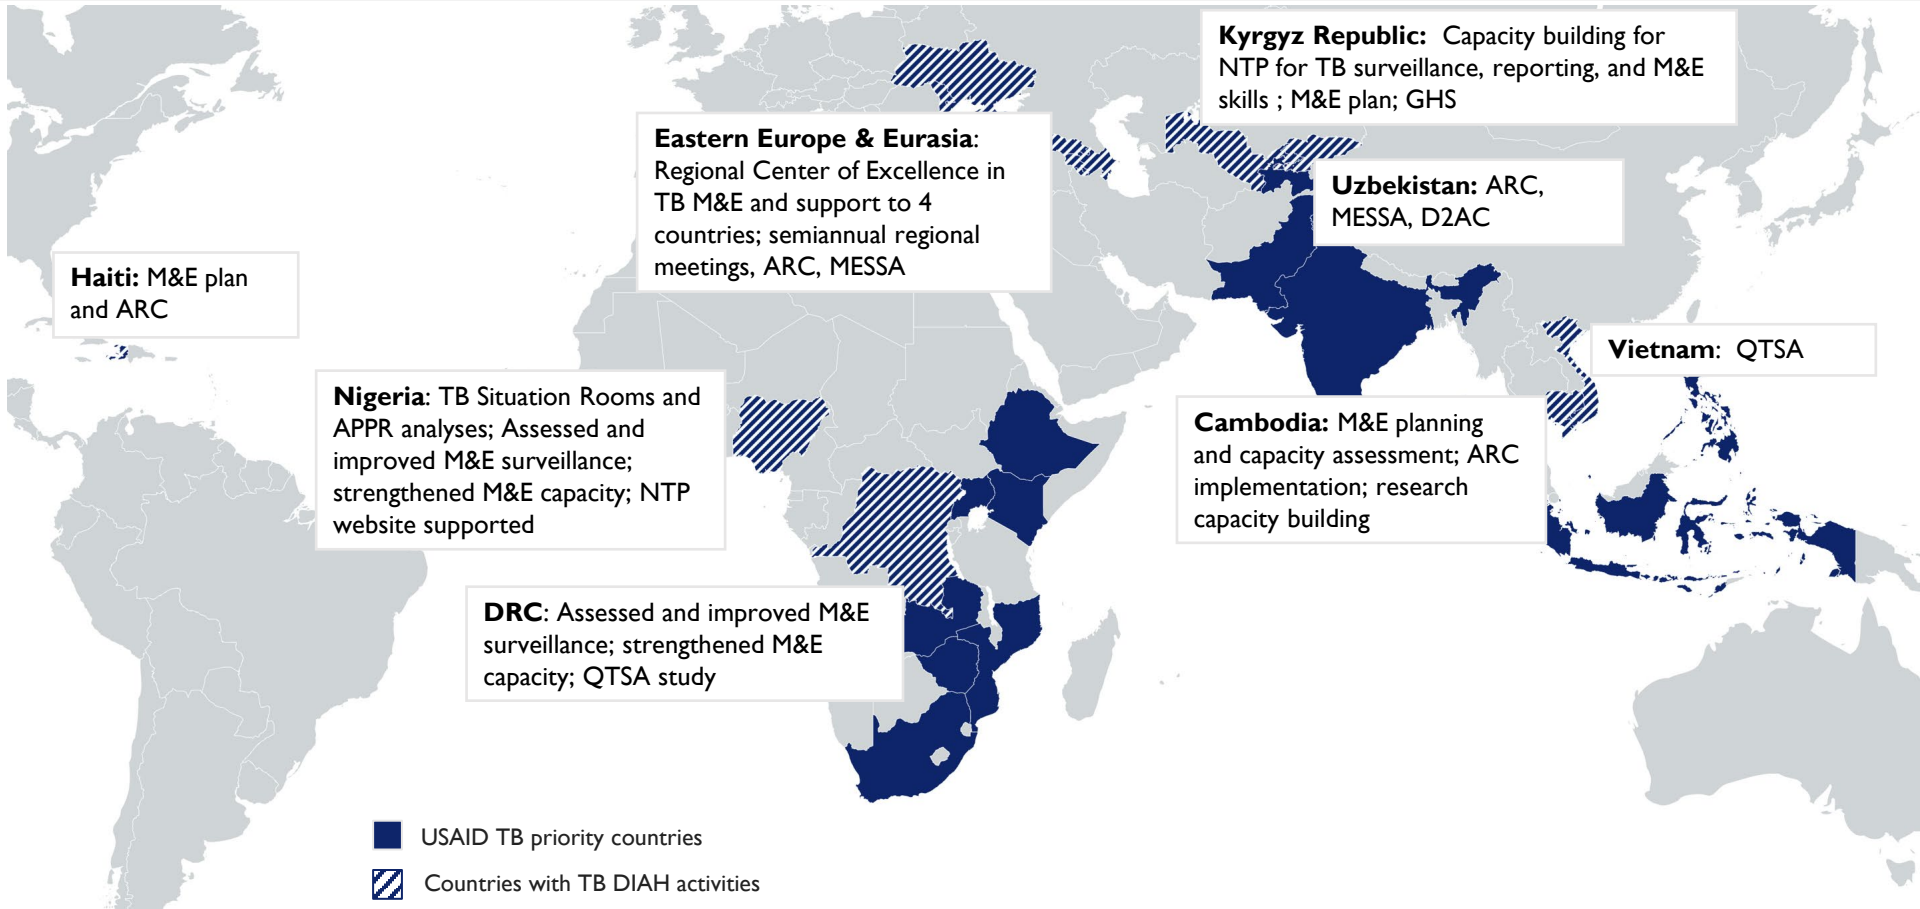 Kyrgyz Republic: Capacity building for
NTP for TB surveillance, reporting, and M&E
skills ; M&E plan; GHS
Eastern Europe & Eurasia:
Regional Center of Excellence in
TB M&E and support to 4
countries; semiannual regional
meetings, ARC, MESSA
Uzbekistan: ARC,
MESSA, D2AC
Haiti: M&E plan
and ARC
Vietnam: QTSA
Nigeria: TB Situation Rooms and
APPR analyses; Assessed and
improved M&E surveillance;
strengthened M&E capacity; NTP
website supported
Cambodia: M&E planning
and capacity assessment; ARC
implementation; research
capacity building
DRC: Assessed and improved M&E
surveillance; strengthened M&E
capacity; QTSA study
USAID TB priority countries
Countries with TB DIAH activities